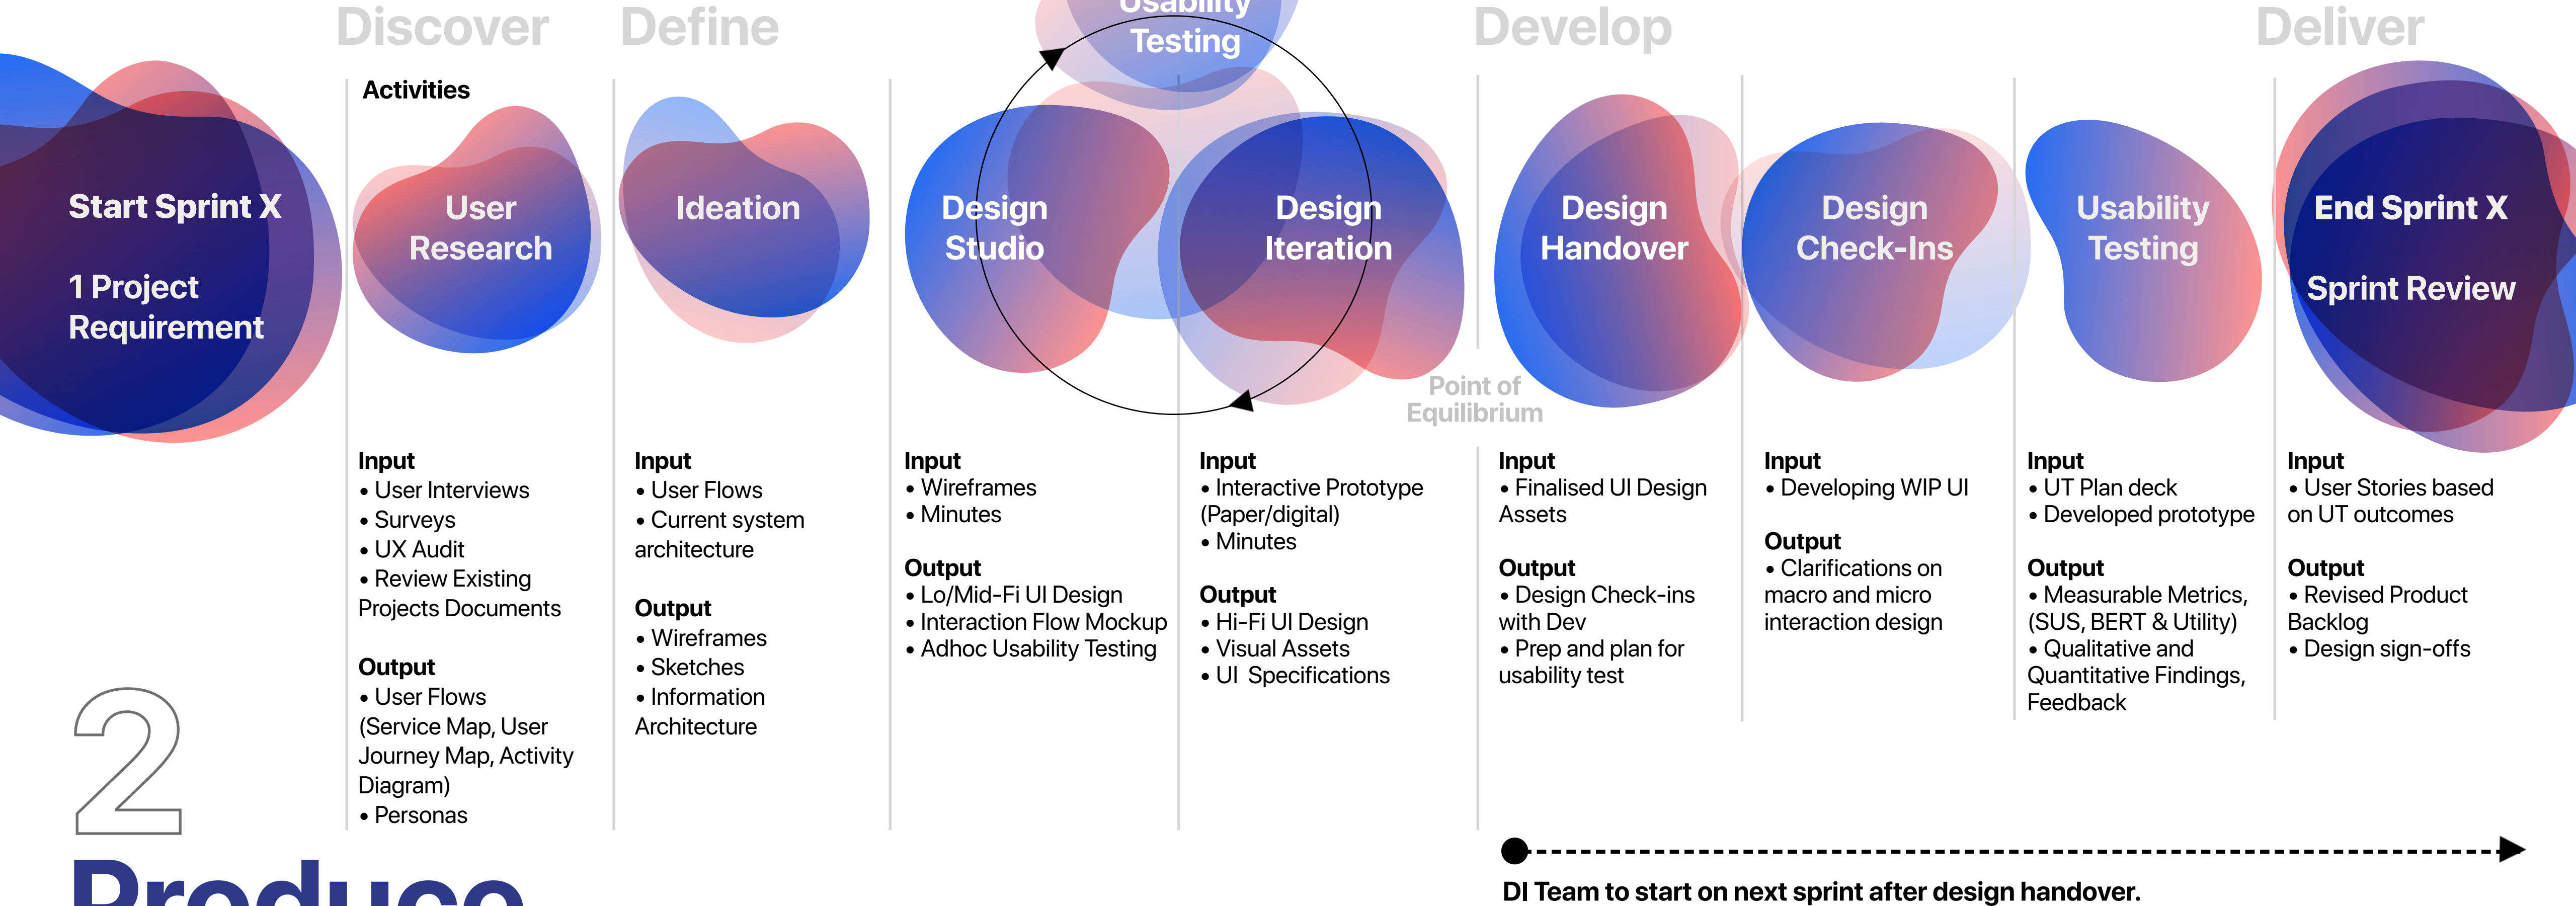 Discover
Define
Develop
Deliver
Usability
Testing
Activities
Start Sprint X
1 Project
Requirement
User
Research
Ideation
Design
Studio
Design
Iteration
Design
Handover
Design
Check-Ins
Usability
Testing
End Sprint X
Sprint Review
Point of
Equilibrium
Input
• User Interviews
• Surveys
• UX Audit
• Review Existing
Projects Documents
Output
• User Flows
(Service Map, User
Journey Map, Activity
Diagram)
• Personas
Input
• User Flows
• Current system
architecture
Output
• Wireframes
• Sketches
• Information
Architecture
Input
• Wireframes
• Minutes
Output
• Lo/Mid-Fi UI Design
• Interaction Flow Mockup
• Adhoc Usability Testing
Input
• Interactive Prototype
(Paper/digital)
• Minutes
Output
• Hi-Fi UI Design
• Visual Assets
• UI  Specifications
Input
• Finalised UI Design
Assets
Output
• Design Check-ins
with Dev
• Prep and plan for
usability test
Input
• Developing WIP UI
Output
• Clarifications on
macro and micro
interaction design
Input
• UT Plan deck
• Developed prototype
Output
• Measurable Metrics,
(SUS, BERT & Utility)
• Qualitative and
Quantitative Findings,
Feedback
Input
• User Stories based
on UT outcomes
Output
• Revised Product
Backlog
• Design sign-offs
2
Produce
DI Team to start on next sprint after design handover.